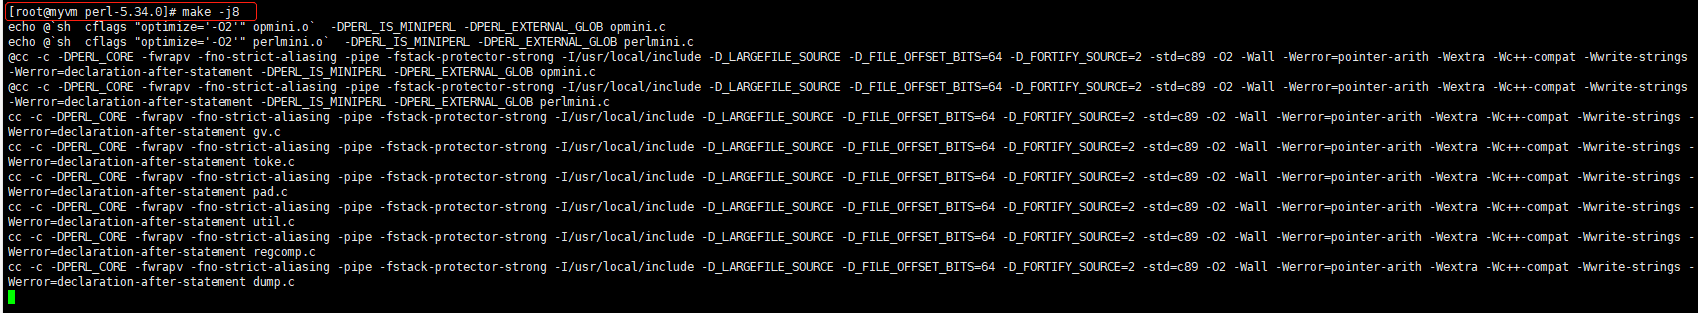 [root@myvm perl-5.34.0]# make -j8
echo @`sh  cflags "optimize='-O2'" opmini.o`  -DPERL_IS_MINIPERL -DPERL_EXTERNAL_GLOB opmini.c
echo @`sh  cflags "optimize='-O2'" perlmini.o`  -DPERL_IS_MINIPERL -DPERL_EXTERNAL_GLOB perlmini.c
@cc -c -DPERL_CORE -fwrapv -fno-strict-aliasing -pipe -fstack-protector-strong -I/usr/local/include -D_LARGEFILE_SOURCE -D_FILE_OFFSET_BITS=64 -D_FORTIFY_SOURCE=2 -std=c89 -O2 -Wall -Werror=pointer-arith -Wextra -Wc++-compat -Wwrite-strings
-Werror=declaration-after-statement -DPERL_IS_MINIPERL -DPERL_EXTERNAL_GLOB opmini.c
@cc -c -DPERL_CORE -fwrapv -fno-strict-aliasing -pipe -fstack-protector-strong -I/usr/local/include -D_LARGEFILE_SOURCE -D_FILE_OFFSET_BITS=64 -D_FORTIFY_SOURCE=2 -std=c89 -O2 -Wall -Werror=pointer-arith -Wextra -Wc++-compat -Wwrite-strings
-Werror=declaration-after-statement -DPERL_IS_MINIPERL -DPERL_EXTERNAL_GLOB perlmini.c
cc -c -DPERL_CORE -fwrapv -fno-strict-aliasing -pipe -fstack-protector-strong -I/usr/local/include -D_LARGEFILE_SOURCE -D_FILE_OFFSET_BITS=64 -D_FORTIFY_SOURCE=2 -std=c89 -O2 -Wall -Werror=pointer-arith -Wextra -Wc++-compat -Wwrite-strings -
Werror=declaration-after-statement gv.c
cc -c -DPERL_CORE -fwrapv -fno-strict-aliasing -pipe -fstack-protector-strong -I/usr/local/include -D_LARGEFILE_SOURCE -D_FILE_OFFSET_BITS=64 -D_FORTIFY_SOURCE=2 -std=c89 -O2 -Wall -Werror=pointer-arith -Wextra -Wc++-compat -Wwrite-strings -
Werror=declaration-after-statement toke.c
cc -c -DPERL_CORE -fwrapv -fno-strict-aliasing -pipe -fstack-protector-strong -I/usr/local/include -D_LARGEFILE_SOURCE -D_FILE_OFFSET_BITS=64 -D_FORTIFY_SOURCE=2 -std=c89 -O2 -Wall -Werror=pointer-arith -Wextra -Wc++-compat -Wwrite-strings -
Werror=declaration-after-statement pad.c
cc -c -DPERL_CORE -fwrapv -fno-strict-aliasing -pipe -fstack-protector-strong -I/usr/local/include -D_LARGEFILE_SOURCE -D_FILE_OFFSET_BITS=64 -D_FORTIFY_SOURCE=2 -std=c89 -O2 -Wall -Werror=pointer-arith -Wextra -Wc++-compat -Wwrite-strings -
Werror=declaration-after-statement util.c
cc -c -DPERL_CORE -fwrapv -fno-strict-aliasing -pipe -fstack-protector-strong -I/usr/local/include -D_LARGEFILE_SOURCE -D_FILE_OFFSET_BITS=64 -D_FORTIFY_SOURCE=2 -std=c89 -O2 -Wall -Werror=pointer-arith -Wextra -Wc++-compat -Wwrite-strings -
Werror=declaration-after-statement regcomp.c
cc -c -DPERL_CORE -fwrapv -fno-strict-aliasing -pipe -fstack-protector-strong -I/usr/local/include -D_LARGEFILE_SOURCE -D_FILE_OFFSET_BITS=64 -D_FORTIFY_SOURCE=2 -std=c89 -O2 -Wall -Werror=pointer-arith -Wextra -Wc++-compat -Wwrite-strings -
Werror=declaration-after-statement dump.c